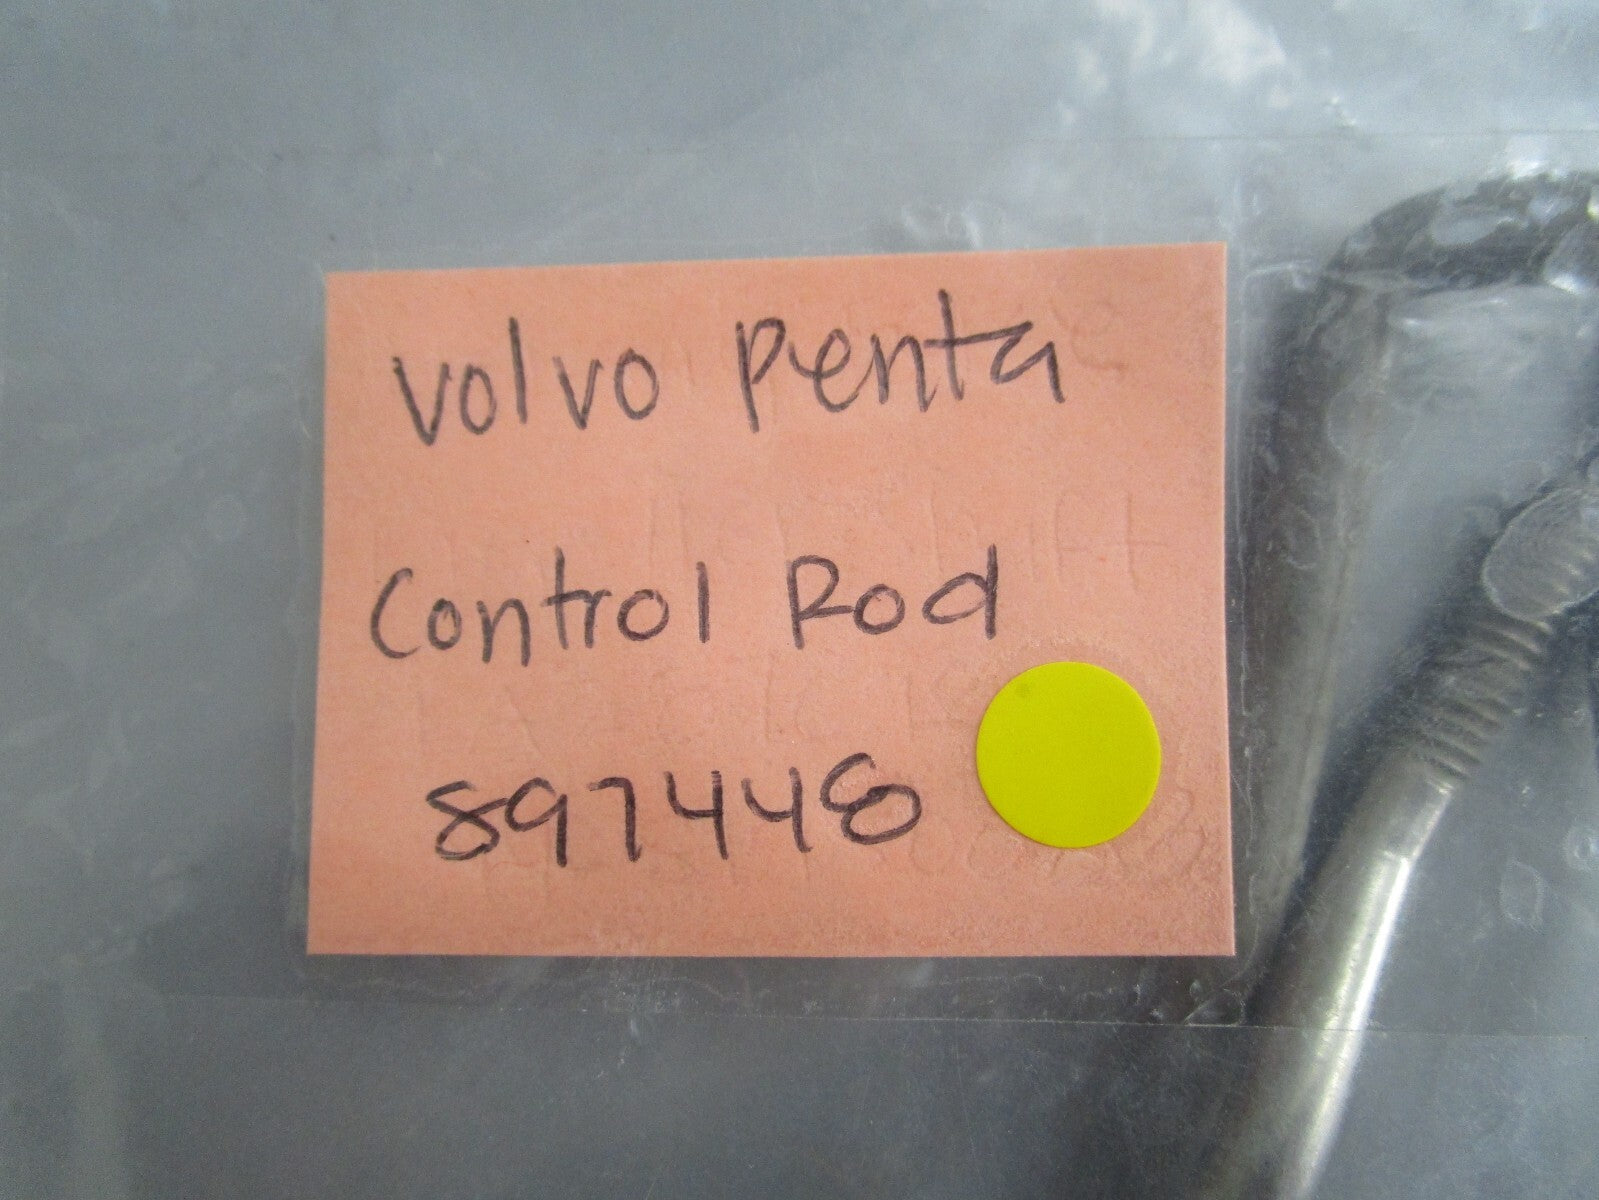 Volvo Penta
Control Rod
897448